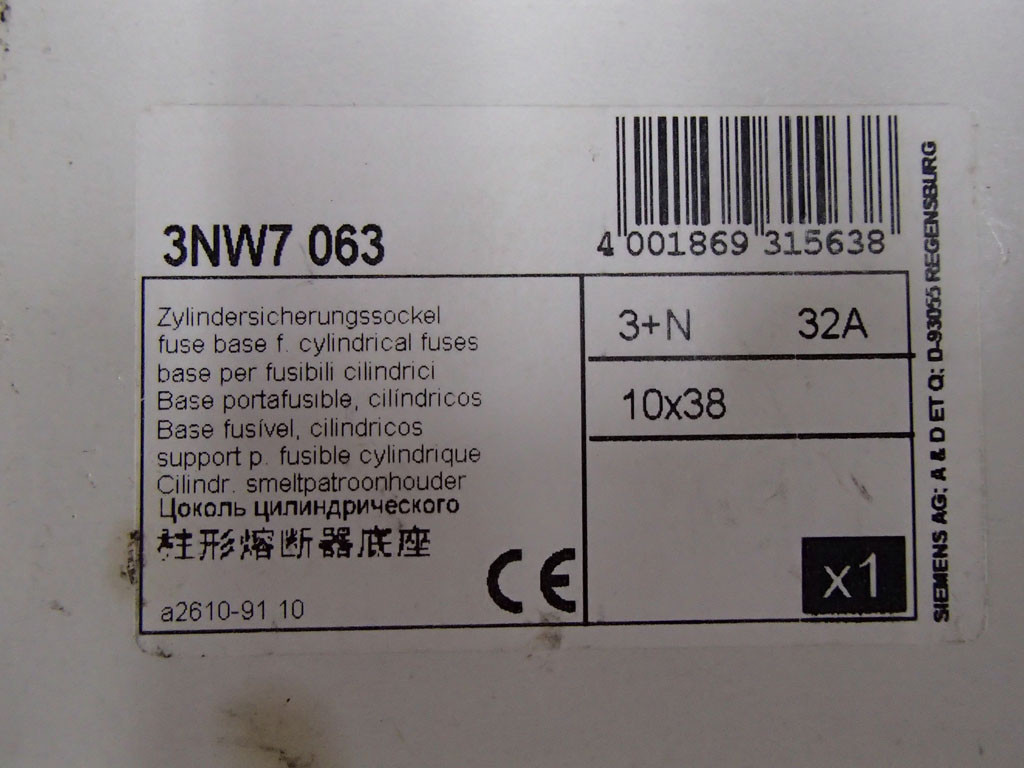 3NW7 063
4 001869 315638
Zylindersicherungssockel
fuse base f. cylindrical fuses
base per fusibili cilindrici
Base portafusible, cilíndricos
Base fusível, cilindricos
support p. fusible cylindrique
Cilindr. smeltpatroonhouder
Цоколь цилиндрического
柱形熔断器底座
a2610-91 10
CE
3+N 32A
10x38
x1
SIEMENS AG: A & D ET Q: D-93055 REGENSBURG